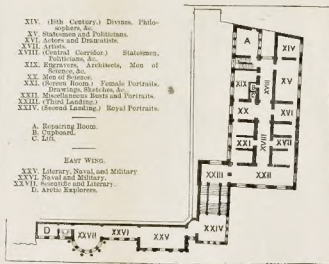 XIV. (18th Century.) Divines, Philo-
sophers, &c.
XV. Statesmen and Politicians.
XVI. Actors and Dramatists.
XVII. Artists.
XVIII. (Central Corridor.) Statesmen,
Politicians, &c.
XIX. Engravers, Architects, Men of
Science, &c.
XX. Men of Science.
XXI. (Screen Room.) Female Portraits.
Drawings, Sketches, &c.
XXII. Miscellaneous Busts and Portraits.
XXIII. (Third Landing.)
XXIV. (Second Landing.) Royal Portraits.
A. Repairing Room.
B. Cupboard.
C. Lift.
EAST WING.
XXV. Literary, Naval, and Military
XXVI. Naval and Military.
XXVII. Scientific and Literary.
D. Arctic Explorers.
A
XIV
XV
XIX
XVI
XX
XVIII
XXI
XVII
XXIII
XXII
D
XXVII
XXVI
XXV
XXIV